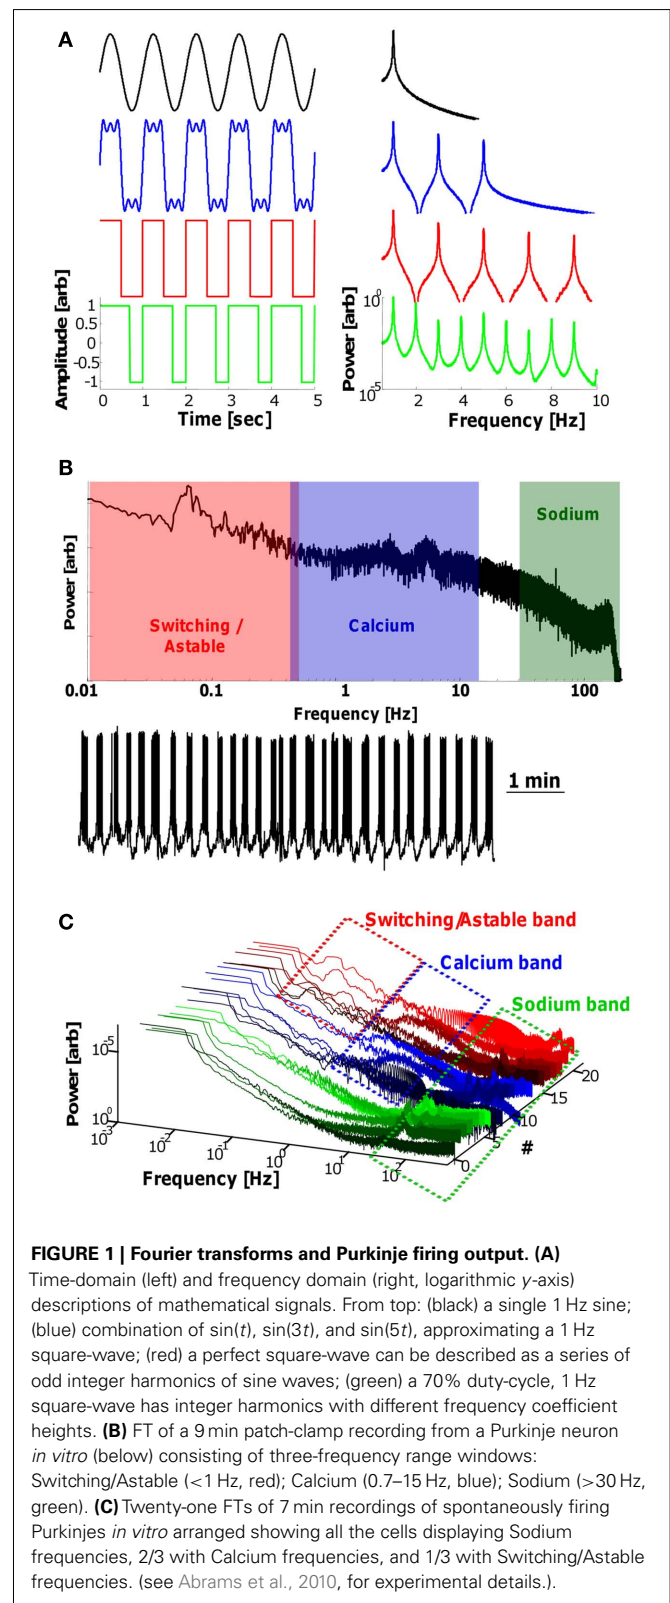 A
Amplitude [arb]
1
0.5
0
-0.5
-1
0 1 2 3 4 5
Time [sec]
Power [arb]
10^0
10^-5
2 4 6 8 10
Frequency [Hz]
B
Power [arb]
Switching /
Astable
Calcium
Sodium
0.01 0.1 1 10 100
Frequency [Hz]
1 min
C
Switching/Astable band
Calcium band
Sodium band
Power [arb]
10^-5
10^0
10^-3 10^-2 10^-1 10^0 10^1 10^2
Frequency [Hz]
0 5 10 15 20
#
FIGURE 1 | Fourier transforms and Purkinje firing output. (A)
Time-domain (left) and frequency domain (right, logarithmic y-axis)
descriptions of mathematical signals. From top: (black) a single 1 Hz sine;
(blue) combination of sin(t), sin(3t), and sin(5t), approximating a 1 Hz
square-wave; (red) a perfect square-wave can be described as a series of
odd integer harmonics of sine waves; (green) a 70% duty-cycle, 1 Hz
square-wave has integer harmonics with different frequency coefficient
heights. (B) FT of a 9 min patch-clamp recording from a Purkinje neuron
in vitro (below) consisting of three-frequency range windows:
Switching/Astable (<1 Hz, red); Calcium (0.7–15 Hz, blue); Sodium (>30 Hz,
green). (C) Twenty-one FTs of 7 min recordings of spontaneously firing
Purkinjes in vitro arranged showing all the cells displaying Sodium
frequencies, 2/3 with Calcium frequencies, and 1/3 with Switching/Astable
frequencies. (see Abrams et al., 2010, for experimental details.).